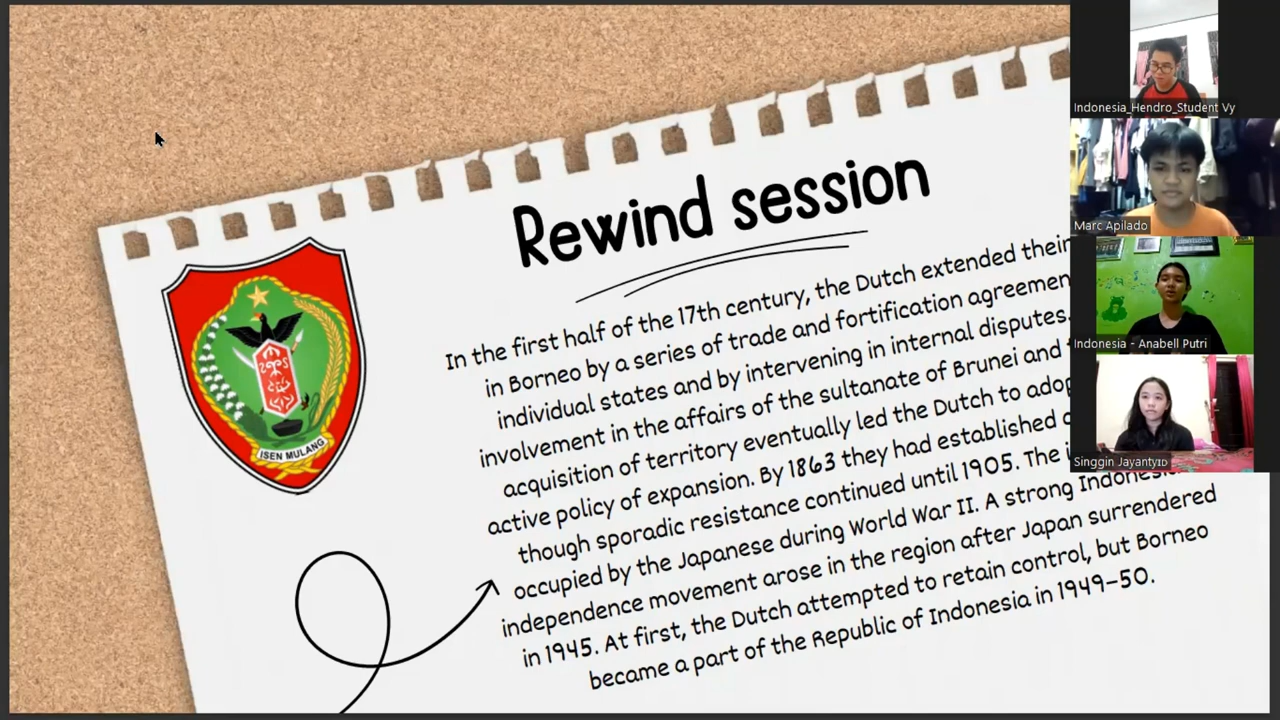 Rewind session
In the first half of the 17th century, the Dutch extended their
in Borneo by a series of trade and fortification
individual states and by intervening in internal disputes.
involvement in the affairs of the sultanate of Brunei and
acquisition of territory eventually led the Dutch to
active policy of expansion. By 1863 they had established
though sporadic resistance continued until 1905. The
occupied by the Japanese during World War II. A strong
independence movement arose in the region after Japan surrendered
in 1945. At first, the Dutch attempted to retain control, but Borneo
became a part of the Republic of Indonesia in 1949-50.
ISEN MULANG
Indonesia_Hendro_Student Vy
Marc Apilado
Indonesia - Anabell Putri
Singgin Jayantyɪᴅ